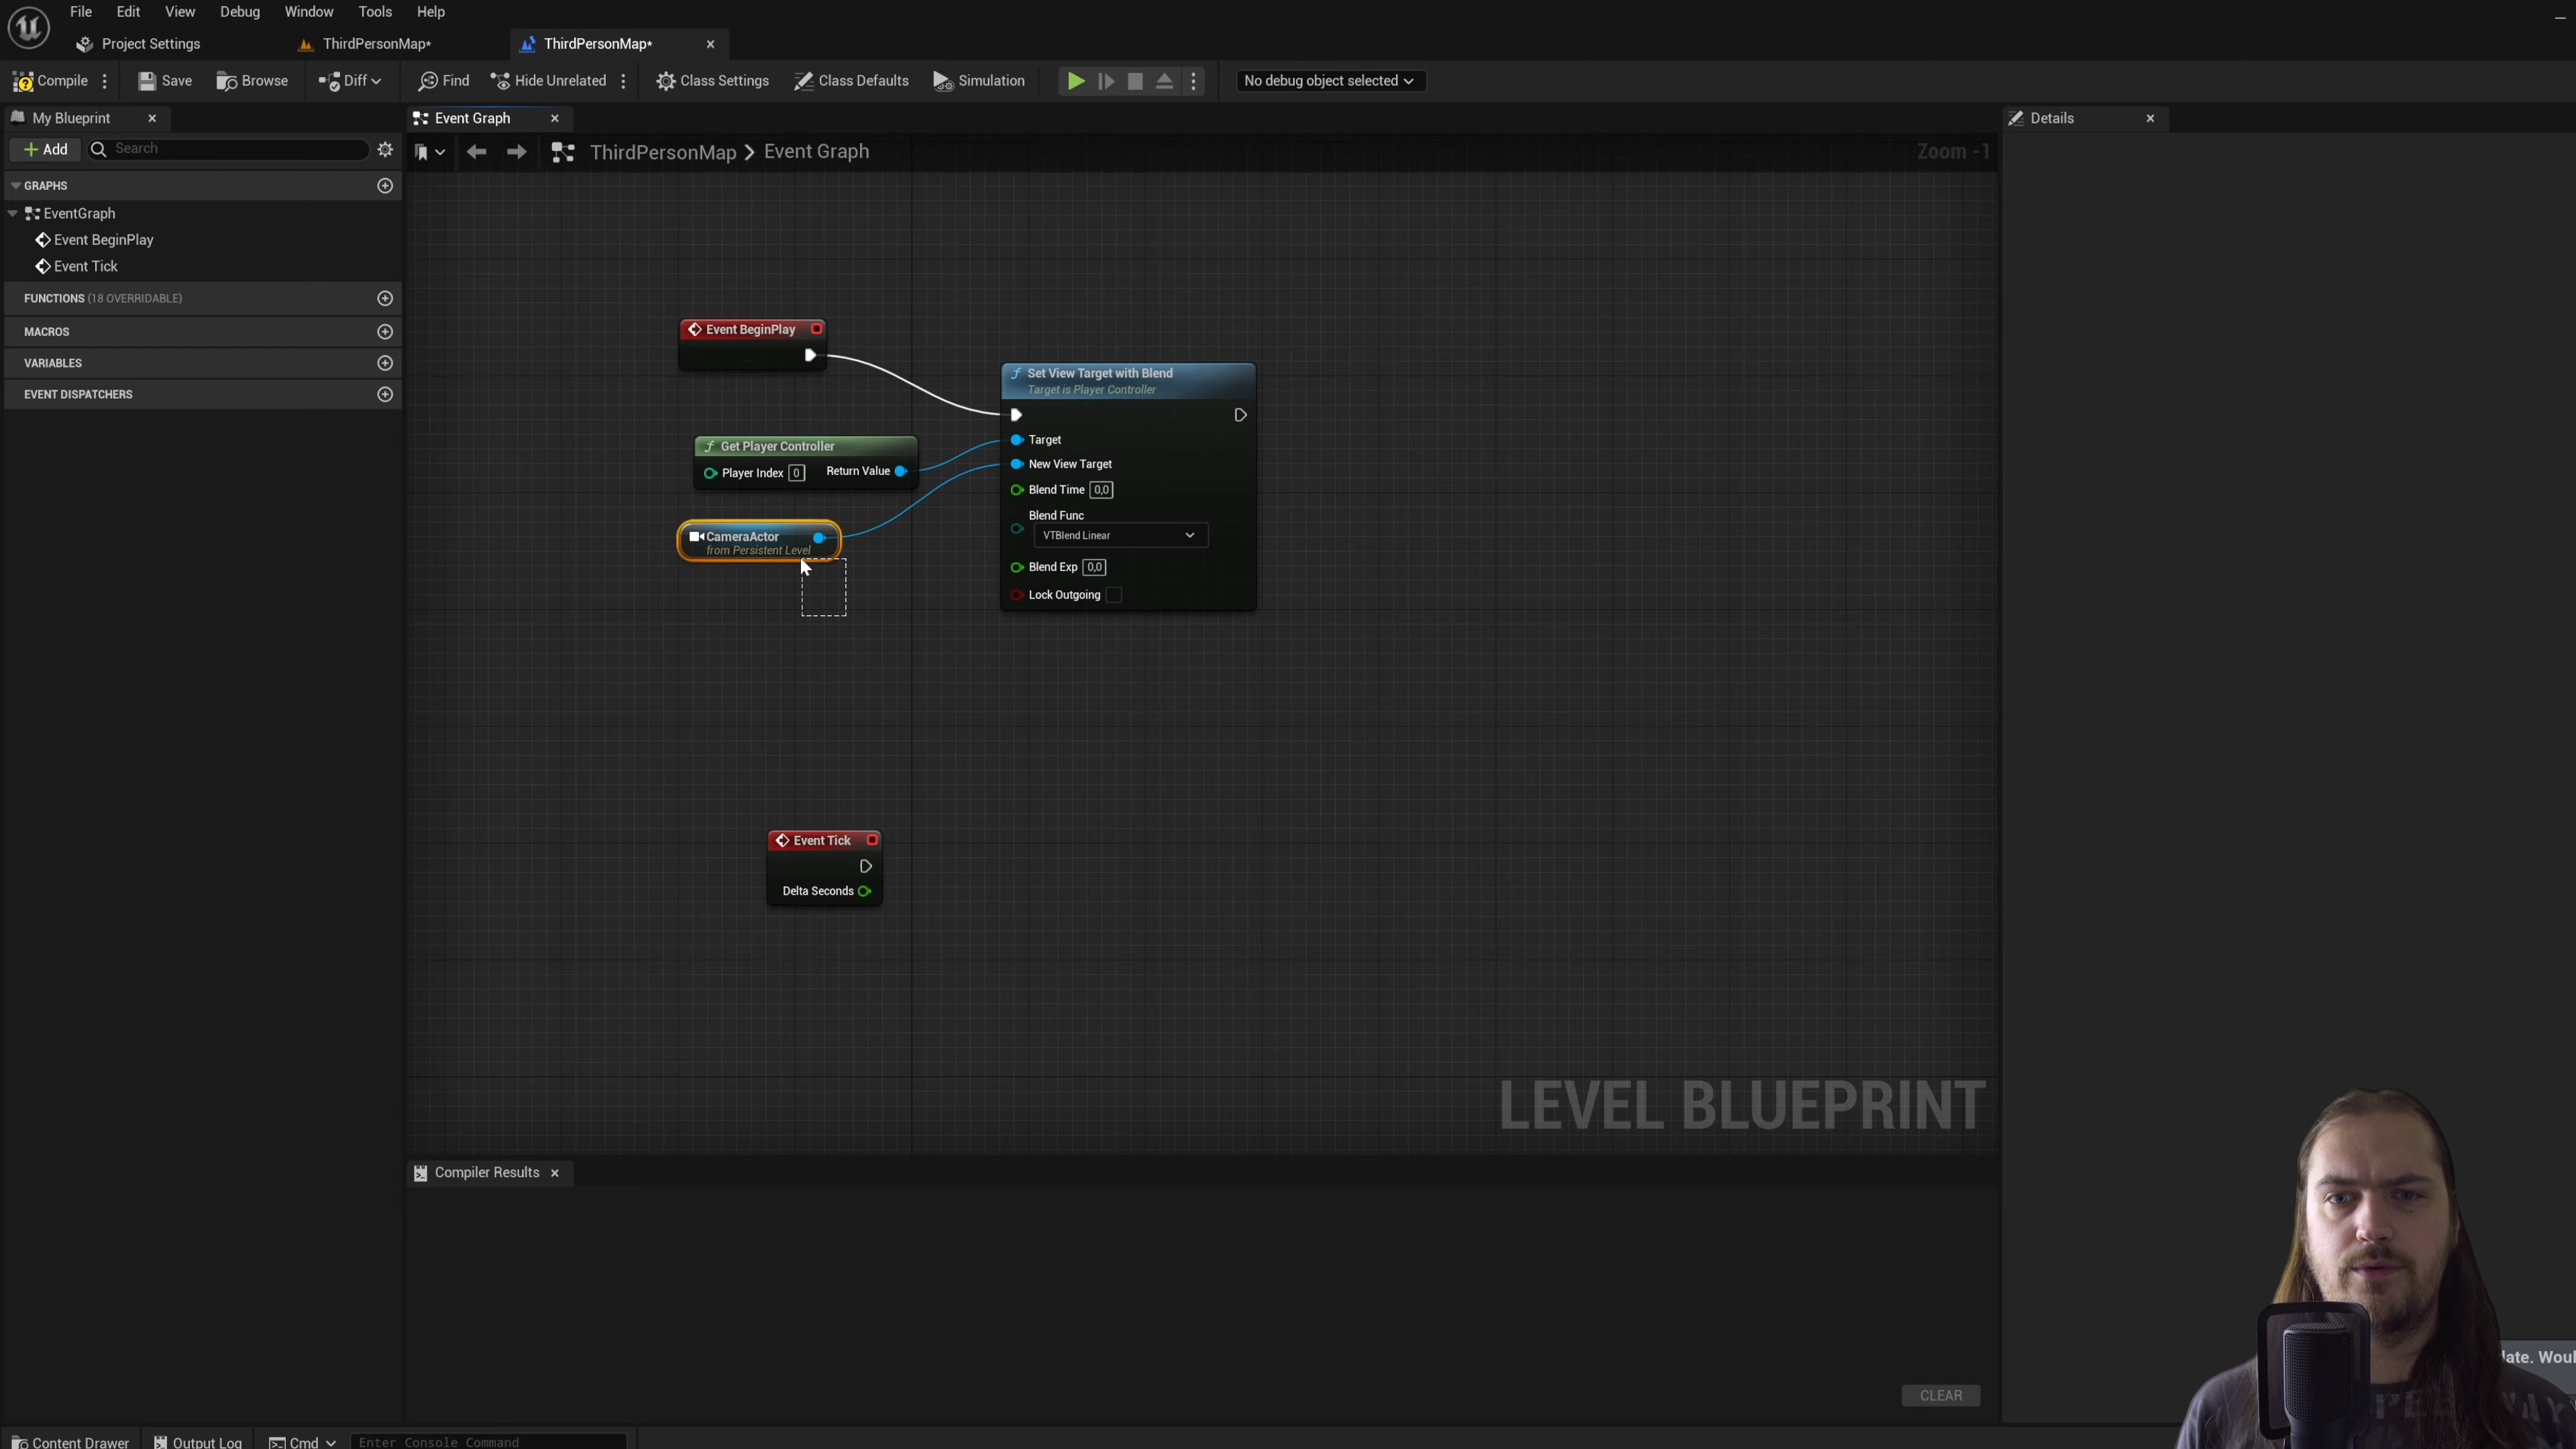 File Edit View Debug Window Tools Help
Project Settings ThirdPersonMap* ThirdPersonMap*
Compile Save Browse Diff Find Hide Unrelated Class Settings Class Defaults Simulation No debug object selected
My Blueprint Event Graph Details
Add Search ThirdPersonMap > Event Graph Zoom -1
GRAPHS
EventGraph
Event BeginPlay
Event Tick
FUNCTIONS (18 OVERRIDABLE)
MACROS
VARIABLES
EVENT DISPATCHERS
Event BeginPlay
Set View Target with Blend
Target is Player Controller
Target
New View Target
Blend Time 0,0
Blend Func
VTBlend Linear
Blend Exp 0,0
Lock Outgoing
Get Player Controller
Player Index 0 Return Value
CameraActor
from Persistent Level
Event Tick
Delta Seconds
LEVEL BLUEPRINT
Compiler Results
CLEAR
Content Drawer Output Log Cmd Enter Console Command